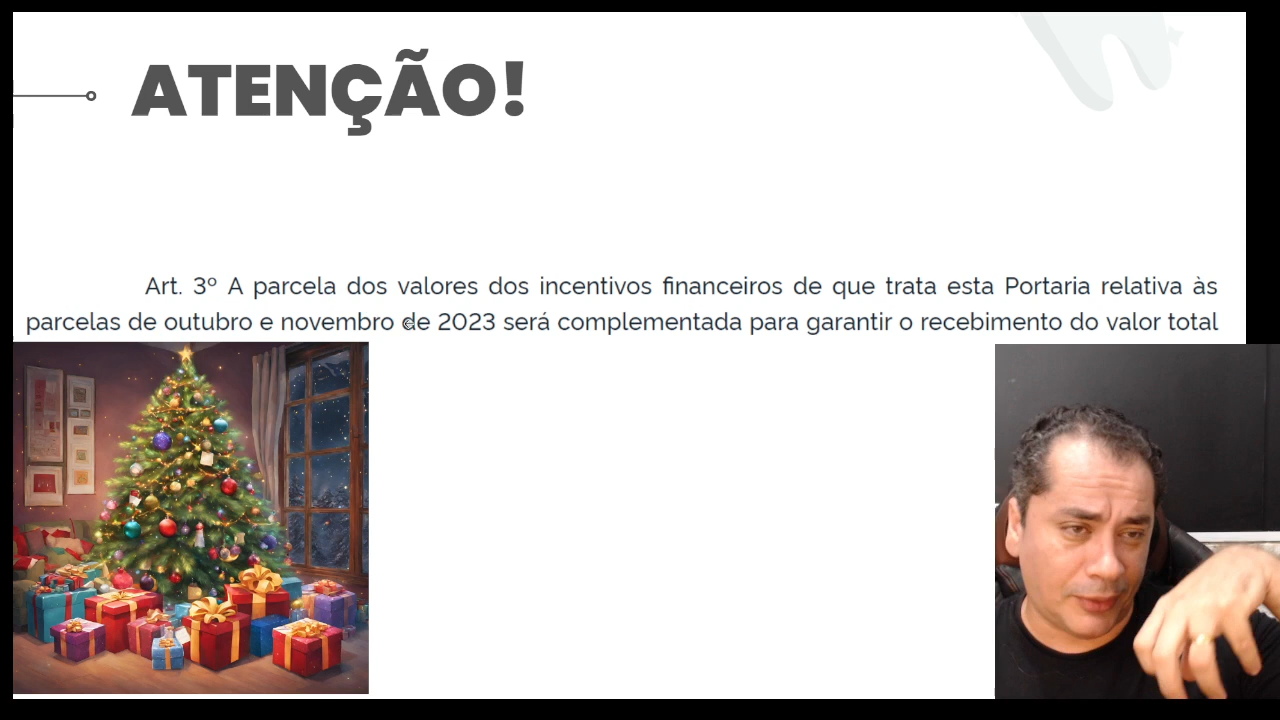 ATENÇÃO!
Art. 3º A parcela dos valores dos incentivos financeiros de que trata esta Portaria relativa às
parcelas de outubro e novembro de 2023 será complementada para garantir o recebimento do valor total